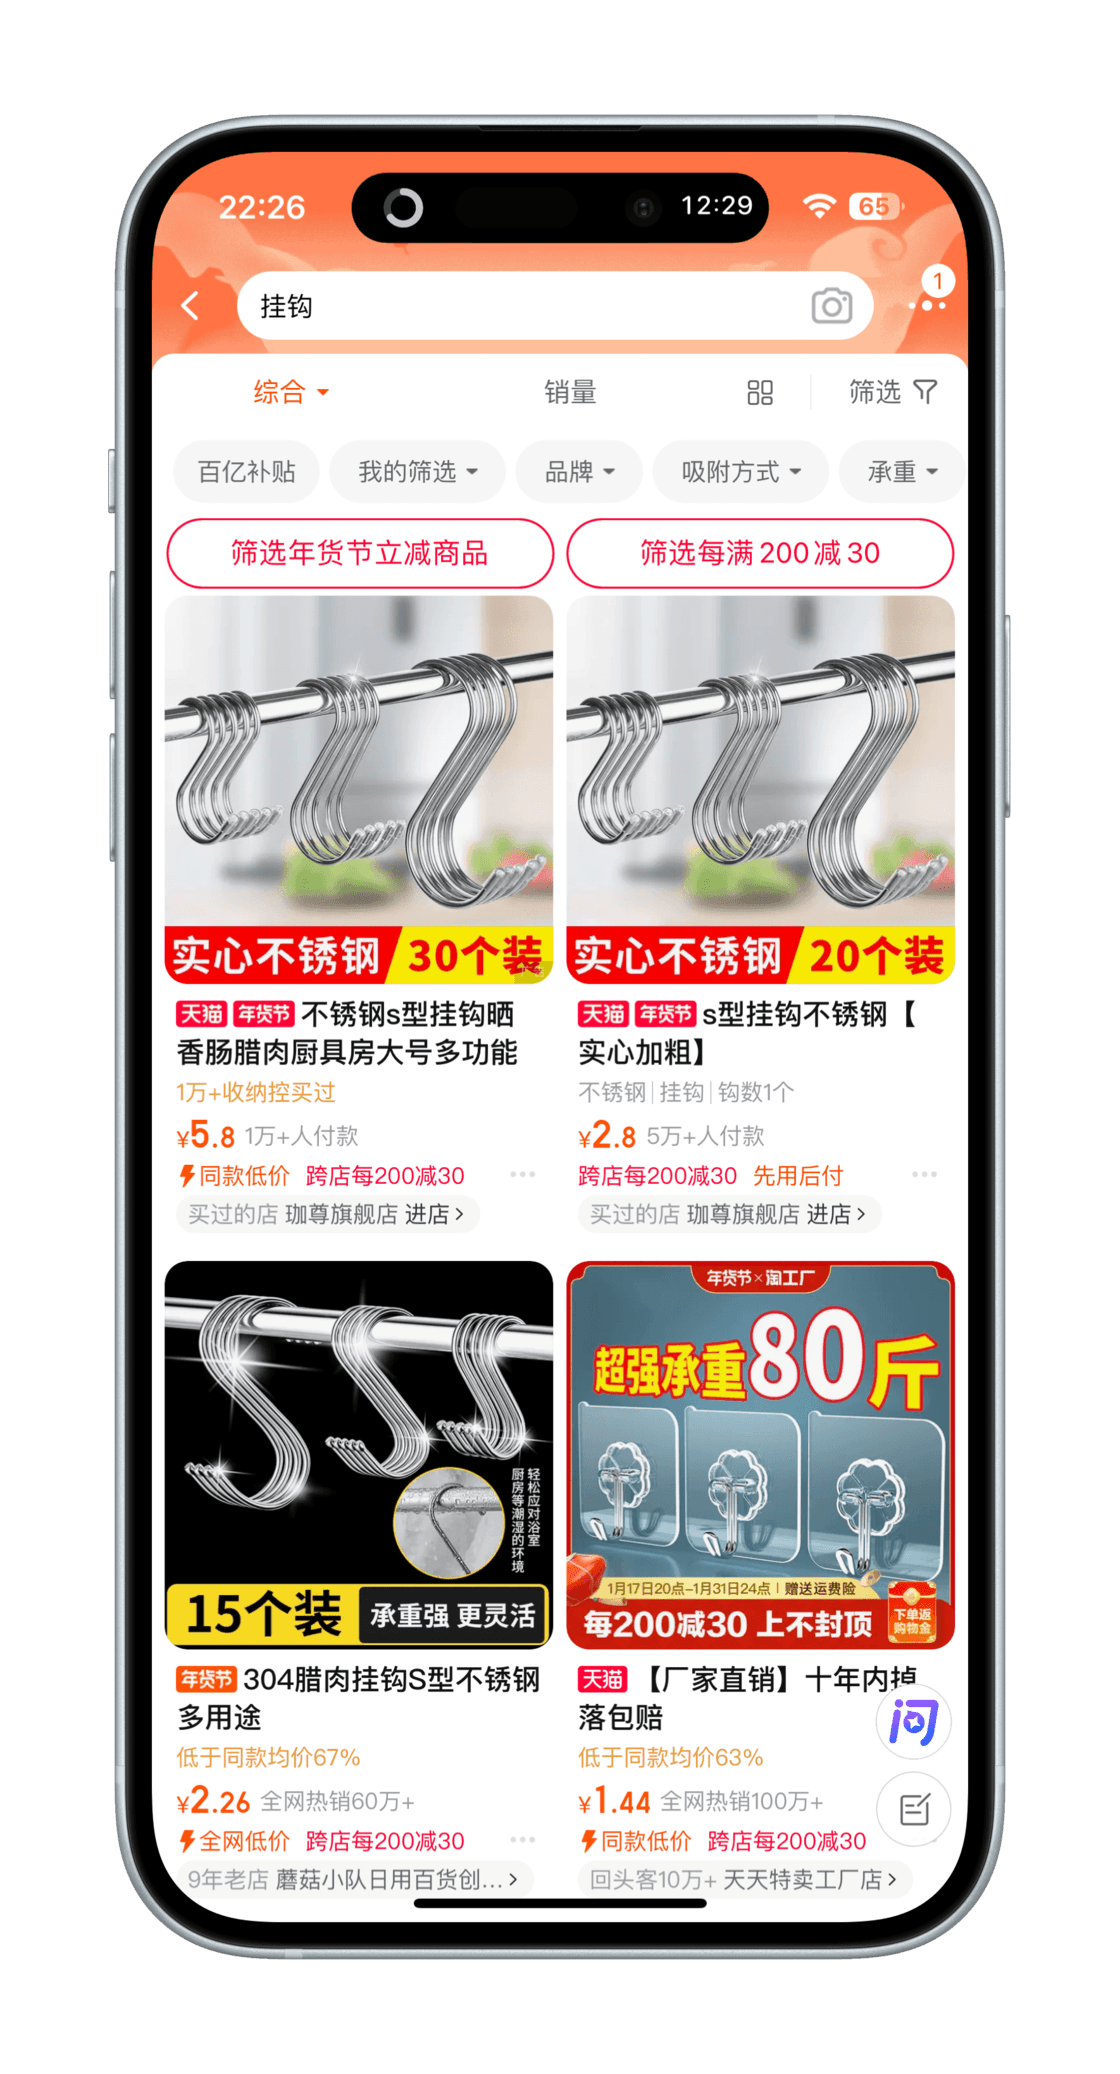 22:26
12:29
65
挂钩
1
综合
销量
筛选
百亿补贴
我的筛选
品牌
吸附方式
承重
筛选年货节立减商品
筛选每满200减30
实心不锈钢 30个装
广告
天猫 年货节 不锈钢s型挂钩晒
香肠腊肉厨具房大号多功能
1万+收纳控买过
¥5.8 1万+人付款
同款低价 跨店每200减30
买过的店 珈尊旗舰店 进店
实心不锈钢 20个装
天猫 年货节 s型挂钩不锈钢【
实心加粗】
不锈钢 | 挂钩 | 钩数1个
¥2.8 5万+人付款
跨店每200减30 先用后付
买过的店 珈尊旗舰店 进店
轻松应对浴室
厨房等潮湿的环境
15个装 承重强 更灵活
年货节 304腊肉挂钩S型不锈钢
多用途
低于同款均价67%
¥2.26 全网热销60万+
全网低价 跨店每200减30
9年老店 蘑菇小队日用百货创...
年货节×淘工厂
超强承重80斤
1月17日20点-1月31日24点 | 赠送运费险
每200减30 上不封顶
下单返
购物金
天猫 【厂家直销】十年内掉
落包赔
低于同款均价63%
¥1.44 全网热销100万+
同款低价 跨店每200减30
回头客10万+ 天天特卖工厂店
问